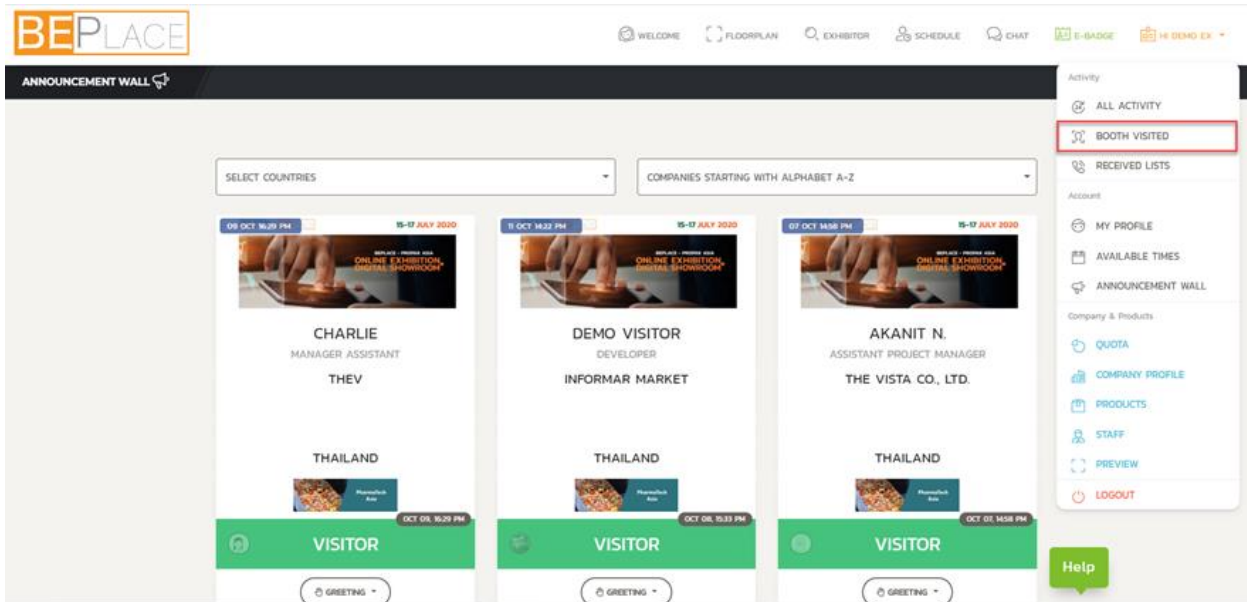 BEPLACE
WELCOME FLOORPLAN EXHIBITOR SCHEDULE CHAT E-BADGE HI DEMO EX
ANNOUNCEMENT WALL
Activity
ALL ACTIVITY
BOOTH VISITED
RECEIVED LISTS
Account
MY PROFILE
AVAILABLE TIMES
ANNOUNCEMENT WALL
Company & Products
QUOTA
COMPANY PROFILE
PRODUCTS
STAFF
PREVIEW
LOGOUT
SELECT COUNTRIES
COMPANIES STARTING WITH ALPHABET A-Z
09 OCT 16:29 PM
15-17 JULY 2020
ONLINE EXHIBITION
DIGITAL SHOWROOM
CHARLIE
MANAGER ASSISTANT
THEV
THAILAND
OCT 09, 16:29 PM
VISITOR
GREETING
11 OCT 14:22 PM
15-17 JULY 2020
ONLINE EXHIBITION
DIGITAL SHOWROOM
DEMO VISITOR
DEVELOPER
INFORMAR MARKET
THAILAND
OCT 08, 15:33 PM
VISITOR
GREETING
07 OCT 14:58 PM
15-17 JULY 2020
ONLINE EXHIBITION
DIGITAL SHOWROOM
AKANIT N.
ASSISTANT PROJECT MANAGER
THE VISTA CO., LTD.
THAILAND
OCT 07, 14:58 PM
VISITOR
GREETING
Help